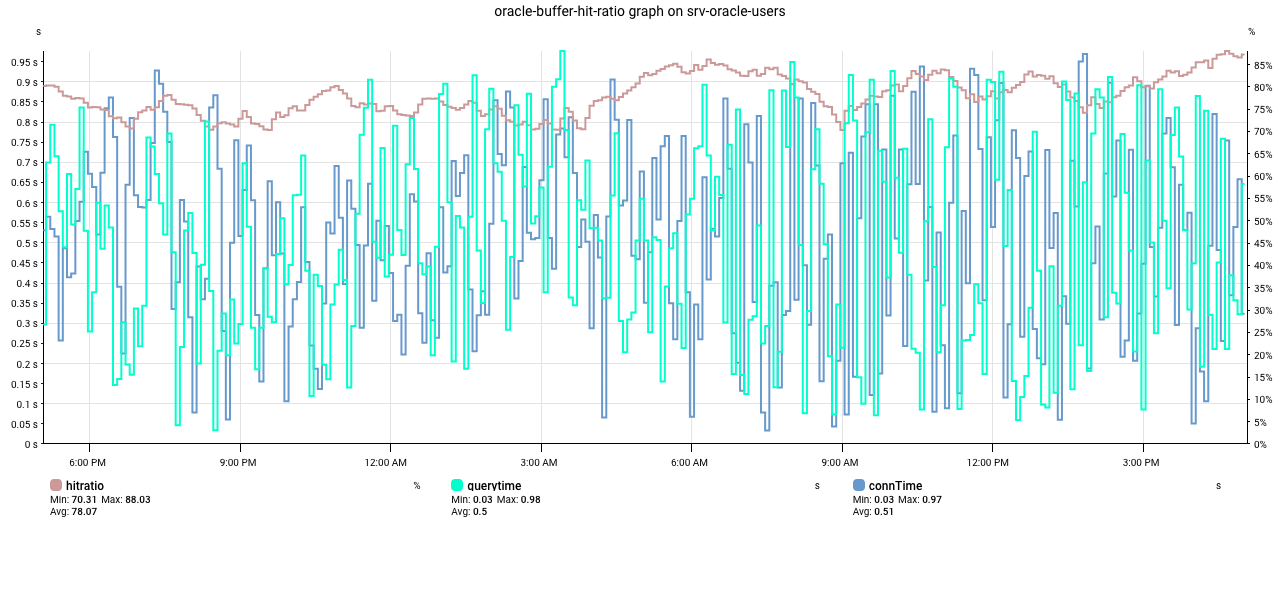 oracle-buffer-hit-ratio graph on srv-oracle-users
s %
0.95 s 85%
0.9 s 80%
0.85 s 75%
0.8 s 70%
0.75 s 65%
0.7 s 60%
0.65 s 55%
0.6 s 50%
0.55 s 45%
0.5 s 40%
0.45 s 35%
0.4 s 30%
0.35 s 25%
0.3 s 20%
0.25 s 15%
0.2 s 10%
0.15 s 5%
0.1 s 0%
0.05 s
0 s
6:00 PM 9:00 PM 12:00 AM 3:00 AM 6:00 AM 9:00 AM 12:00 PM 3:00 PM
hitratio % querytime s connTime s
Min: 70.31 Max: 88.03 Min: 0.03 Max: 0.98 Min: 0.03 Max: 0.97
Avg: 78.07 Avg: 0.5 Avg: 0.51